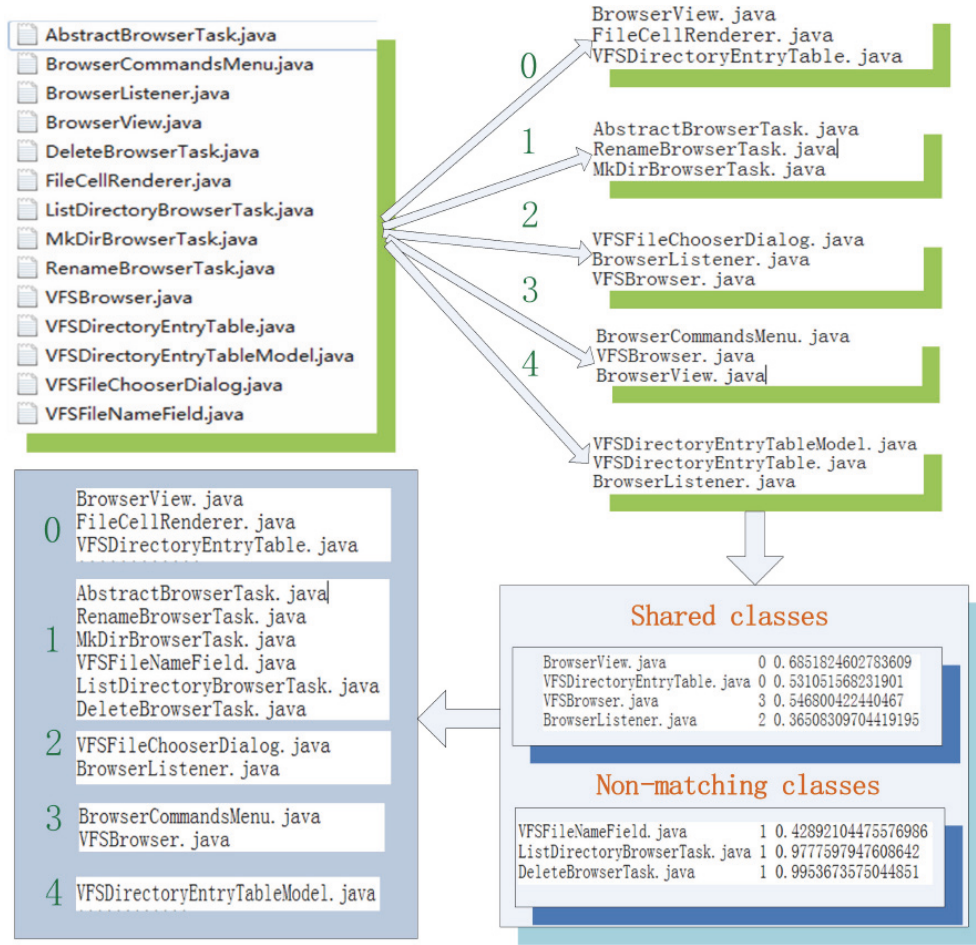 AbstractBrowserTask.java
BrowserCommandsMenu.java
BrowserListener.java
BrowserView.java
DeleteBrowserTask.java
FileCellRenderer.java
ListDirectoryBrowserTask.java
MkDirBrowserTask.java
RenameBrowserTask.java
VFSBrowser.java
VFSDirectoryEntryTable.java
VFSDirectoryEntryTableModel.java
VFSFileChooserDialog.java
VFSFileNameField.java
0
BrowserView.java
FileCellRenderer.java
VFSDirectoryEntryTable.java
1
AbstractBrowserTask.java
RenameBrowserTask.java
MkDirBrowserTask.java
2
VFSFileChooserDialog.java
BrowserListener.java
VFSBrowser.java
3
BrowserCommandsMenu.java
VFSBrowser.java
BrowserView.java
4
VFSDirectoryEntryTableModel.java
VFSDirectoryEntryTable.java
BrowserListener.java
Shared classes
BrowserView.java 0 0.6851824602783609
VFSDirectoryEntryTable.java 0 0.531051568231901
VFSBrowser.java 3 0.546800422440467
BrowserListener.java 2 0.36508309704419195
Non-matching classes
VFSFileNameField.java 1 0.42892104475576986
ListDirectoryBrowserTask.java 1 0.9777597947608642
DeleteBrowserTask.java 1 0.9953673575044851
0
BrowserView.java
FileCellRenderer.java
VFSDirectoryEntryTable.java
1
AbstractBrowserTask.java
RenameBrowserTask.java
MkDirBrowserTask.java
VFSFileNameField.java
ListDirectoryBrowserTask.java
DeleteBrowserTask.java
2
VFSFileChooserDialog.java
BrowserListener.java
3
BrowserCommandsMenu.java
VFSBrowser.java
4
VFSDirectoryEntryTableModel.java